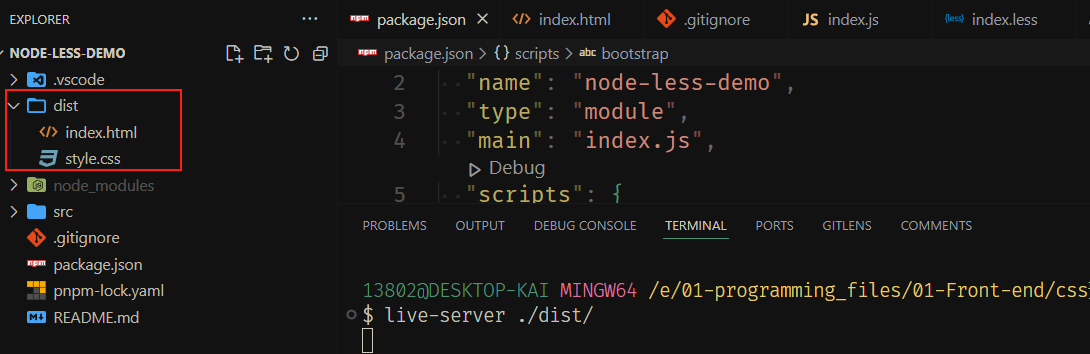 EXPLORER
···
NODE-LESS-DEMO
.vscode
dist
index.html
style.css
node_modules
src
.gitignore
package.json
pnpm-lock.yaml
README.md
package.json
index.html
.gitignore
JS index.js
{less} index.less
package.json > {} scripts > abc bootstrap
2 "name": "node-less-demo",
3 "type": "module",
4 "main": "index.js",
Debug
5 "scripts": {
PROBLEMS OUTPUT DEBUG CONSOLE TERMINAL PORTS GITLENS COMMENTS
13802@DESKTOP-KAI MINGW64 /e/01-programming_files/01-Front-end/css
$ live-server ./dist/